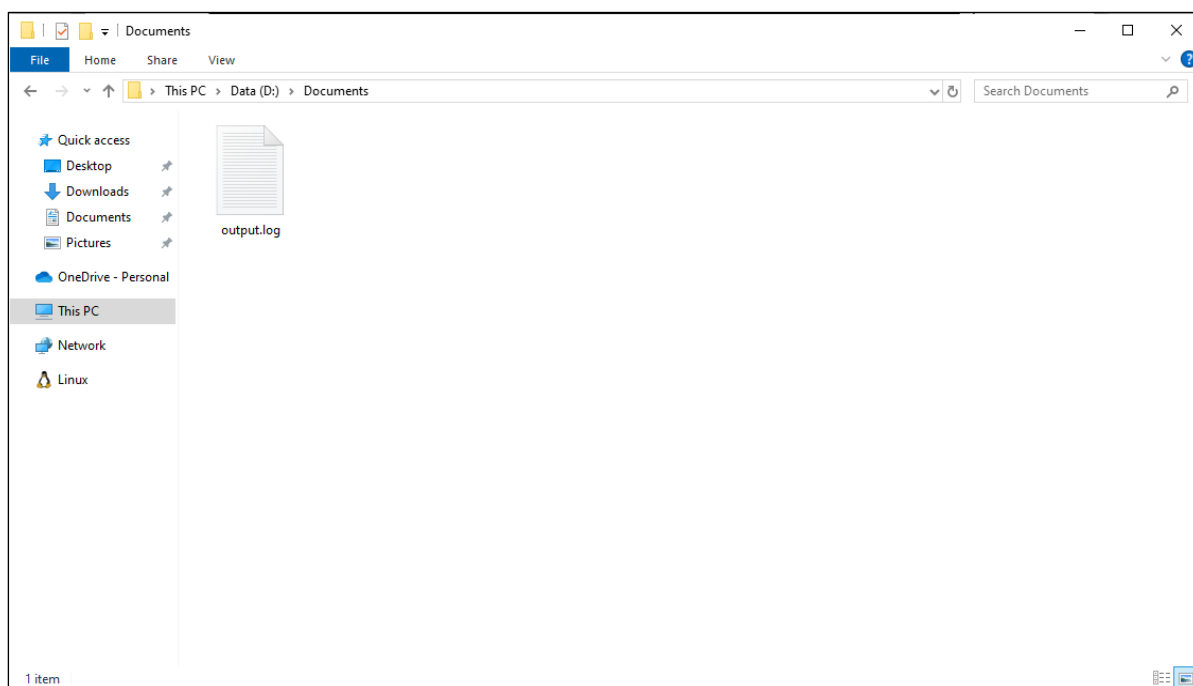 Documents
File Home Share View
This PC > Data (D:) > Documents
Search Documents
Quick access
Desktop
Downloads
Documents
Pictures
OneDrive - Personal
This PC
Network
Linux
output.log
1 item